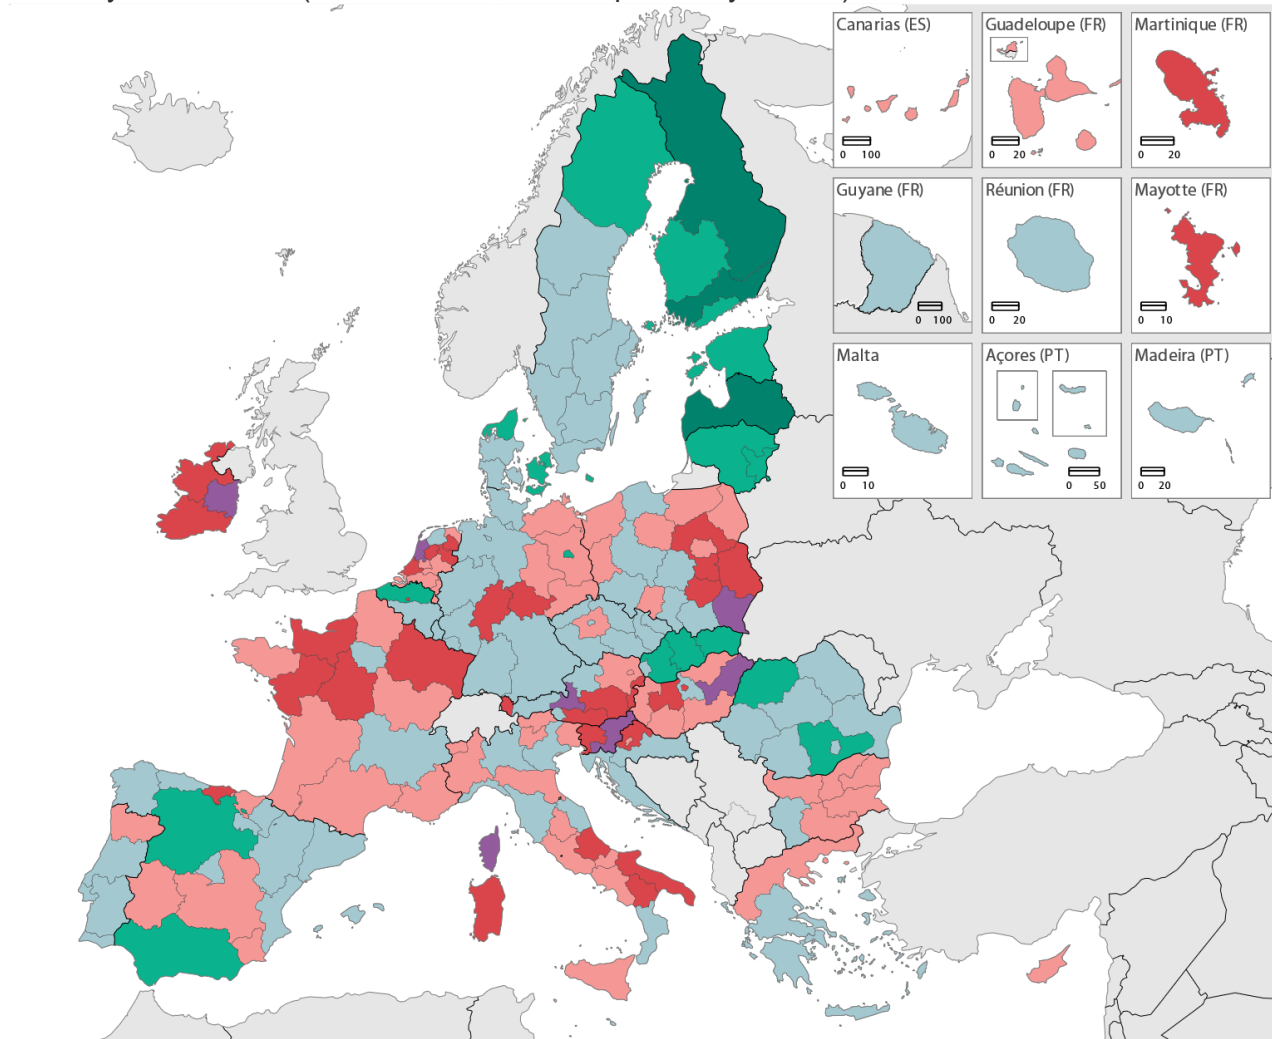 Canarias (ES)
0 100
Guadeloupe (FR)
0 20
Martinique (FR)
0 20
Guyane (FR)
0 100
Réunion (FR)
0 20
Mayotte (FR)
0 10
Malta
0 10
Açores (PT)
0 50
Madeira (PT)
0 20